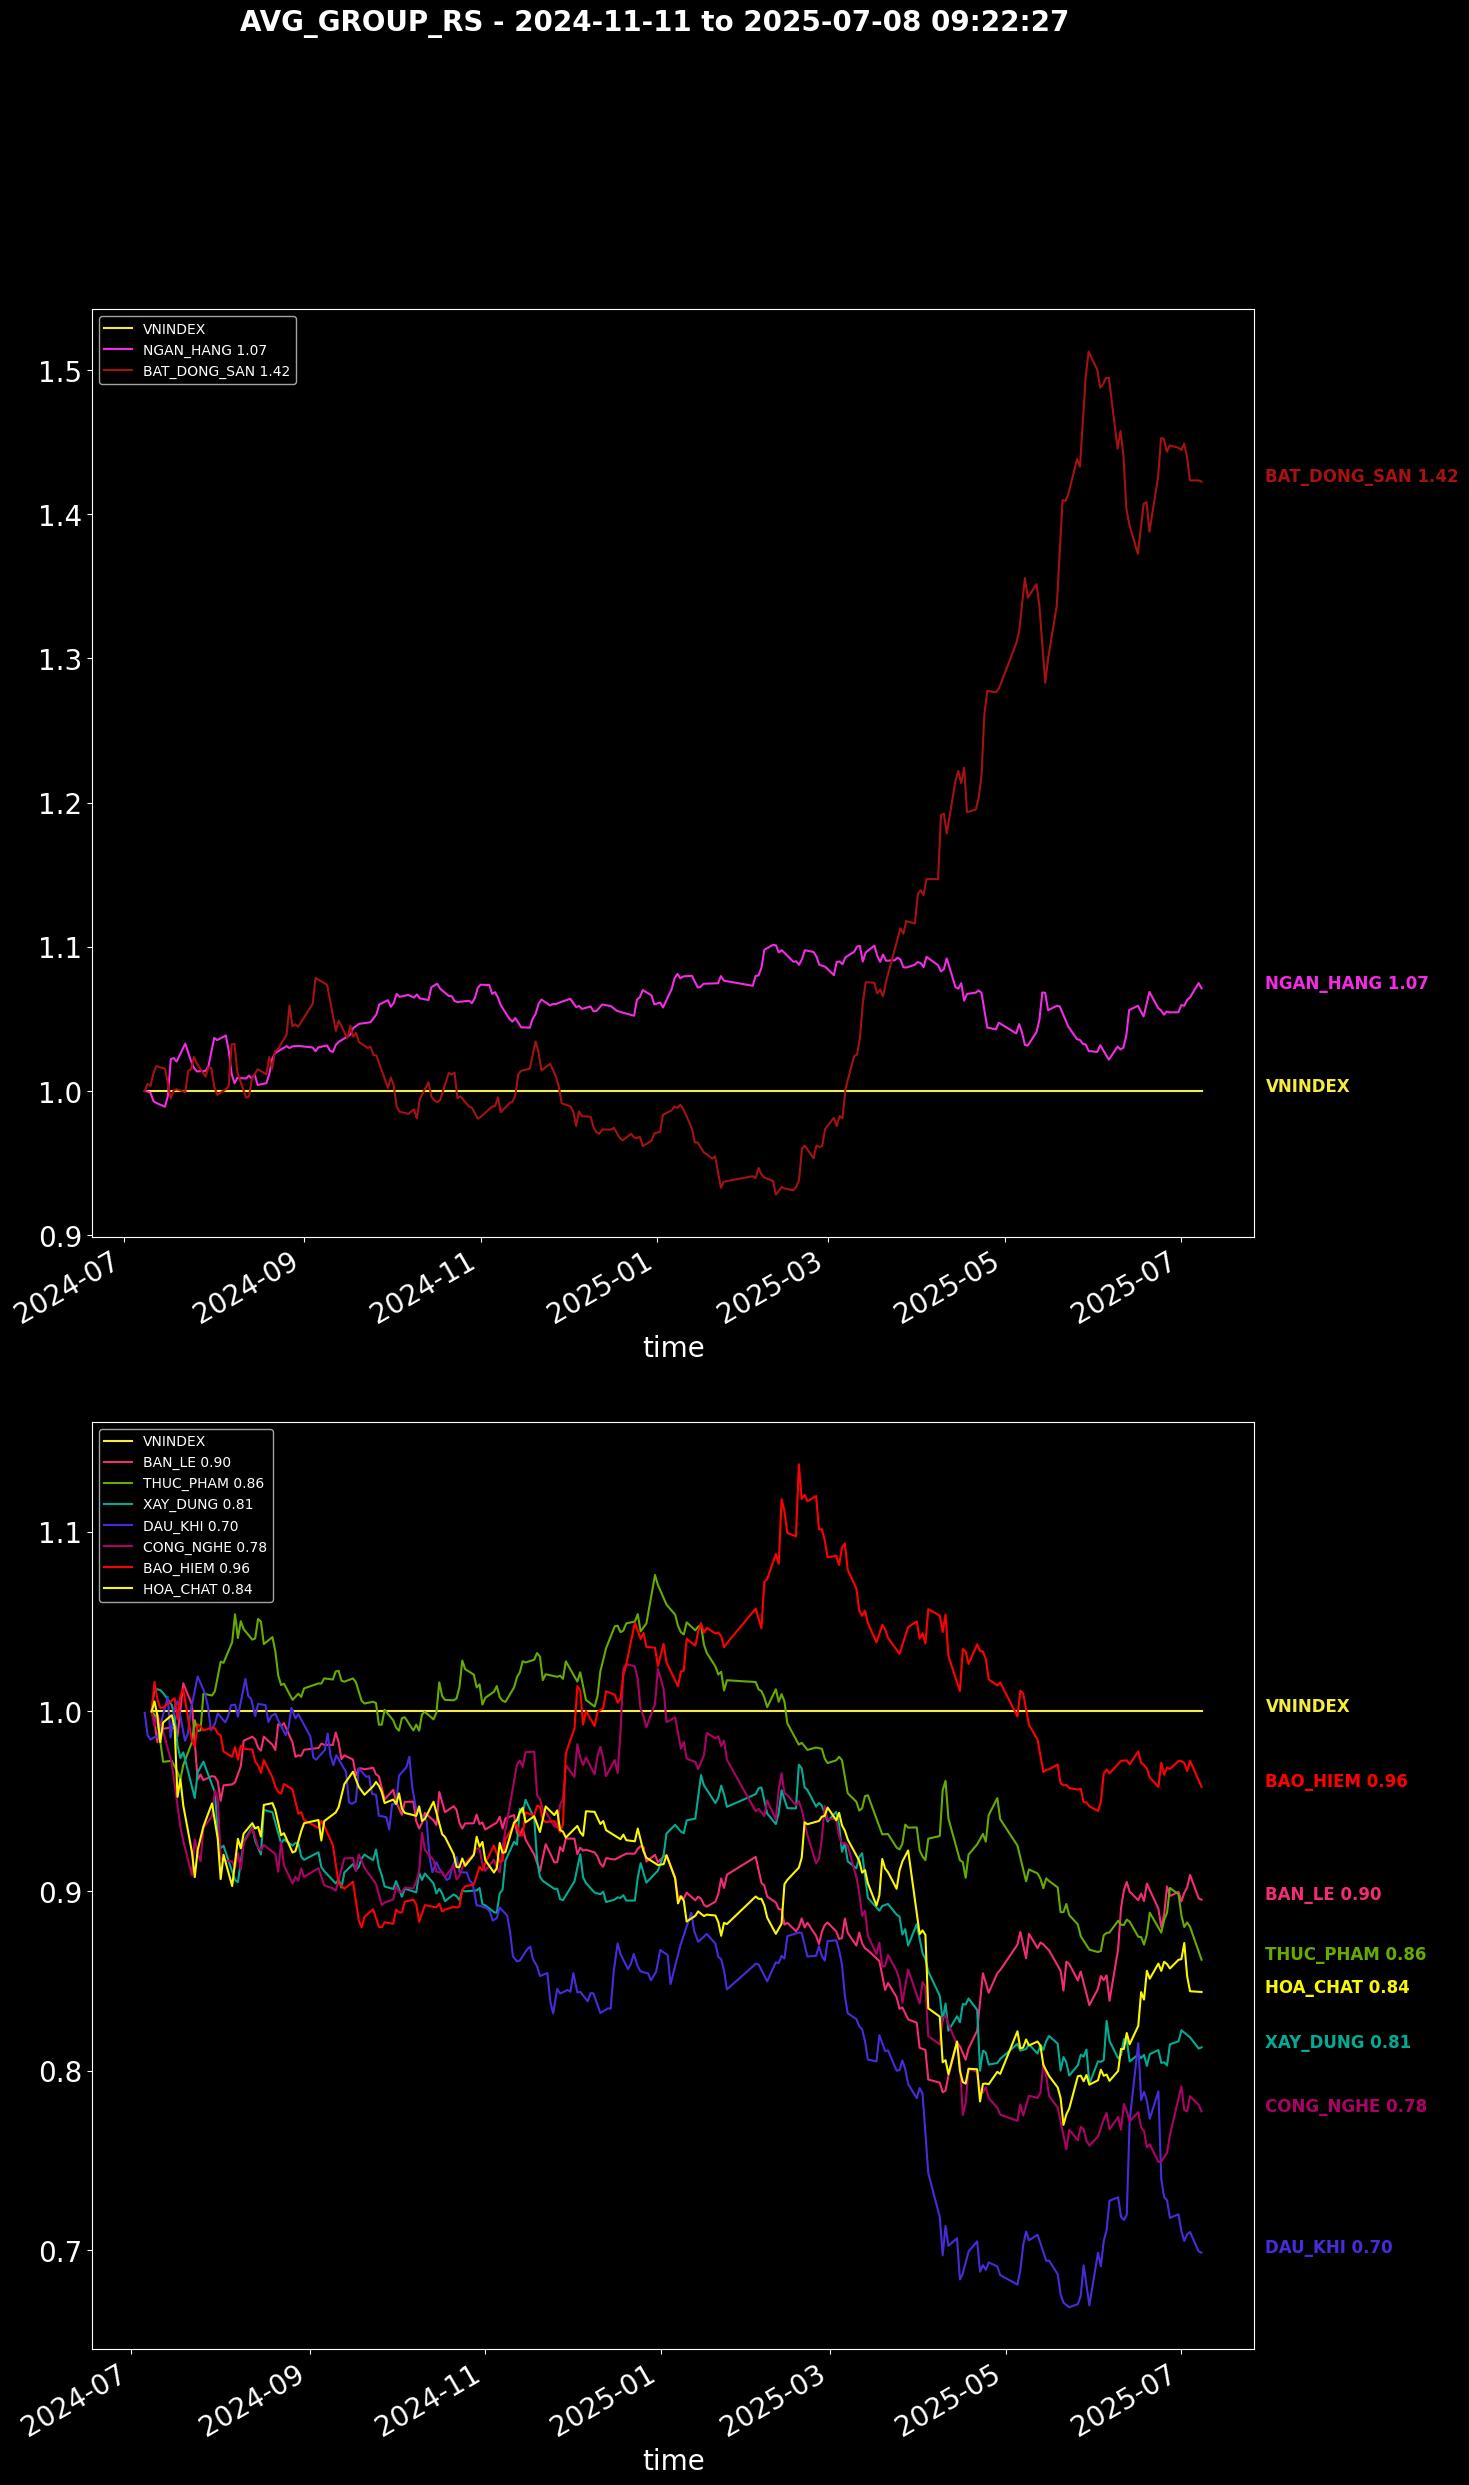 AVG_GROUP_RS - 2024-11-11 to 2025-07-08 09:22:27
VNINDEX
NGAN_HANG 1.07
BAT_DONG_SAN 1.42
1.5
1.4
1.3
1.2
1.1
1.0
0.9
BAT_DONG_SAN 1.42
NGAN_HANG 1.07
VNINDEX
2024-07
2024-09
2024-11
2025-01
2025-03
2025-05
2025-07
time
VNINDEX
BAN_LE 0.90
THUC_PHAM 0.86
XAY_DUNG 0.81
DAU_KHI 0.70
CONG_NGHE 0.78
BAO_HIEM 0.96
HOA_CHAT 0.84
1.1
1.0
0.9
0.8
0.7
VNINDEX
BAO_HIEM 0.96
BAN_LE 0.90
THUC_PHAM 0.86
HOA_CHAT 0.84
XAY_DUNG 0.81
CONG_NGHE 0.78
DAU_KHI 0.70
2024-07
2024-09
2024-11
2025-01
2025-03
2025-05
2025-07
time